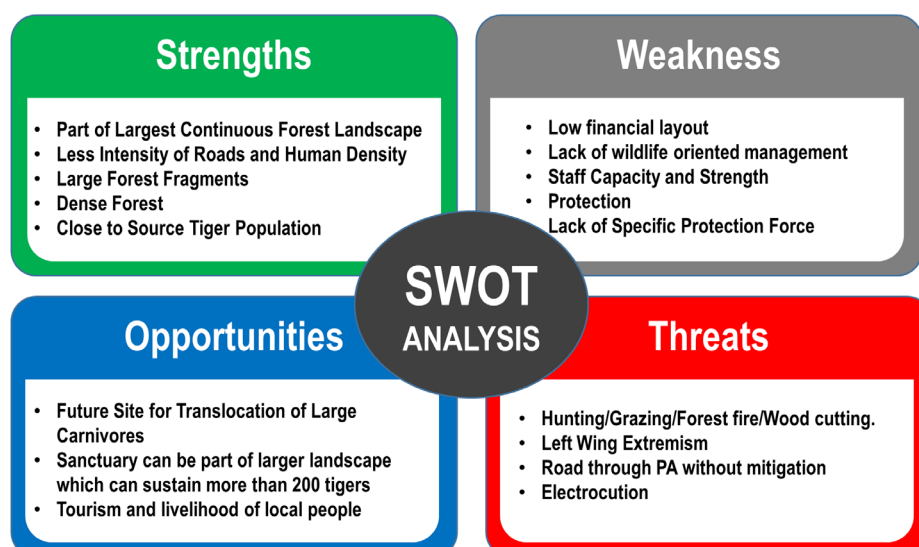 Strengths
• Part of Largest Continuous Forest Landscape
• Less Intensity of Roads and Human Density
• Large Forest Fragments
• Dense Forest
• Close to Source Tiger Population
Weakness
• Low financial layout
• Lack of wildlife oriented management
• Staff Capacity and Strength
• Protection
Lack of Specific Protection Force
SWOT
ANALYSIS
Opportunities
• Future Site for Translocation of Large
Carnivores
• Sanctuary can be part of larger landscape
which can sustain more than 200 tigers
• Tourism and livelihood of local people
Threats
• Hunting/Grazing/Forest fire/Wood cutting.
• Left Wing Extremism
• Road through PA without mitigation
• Electrocution